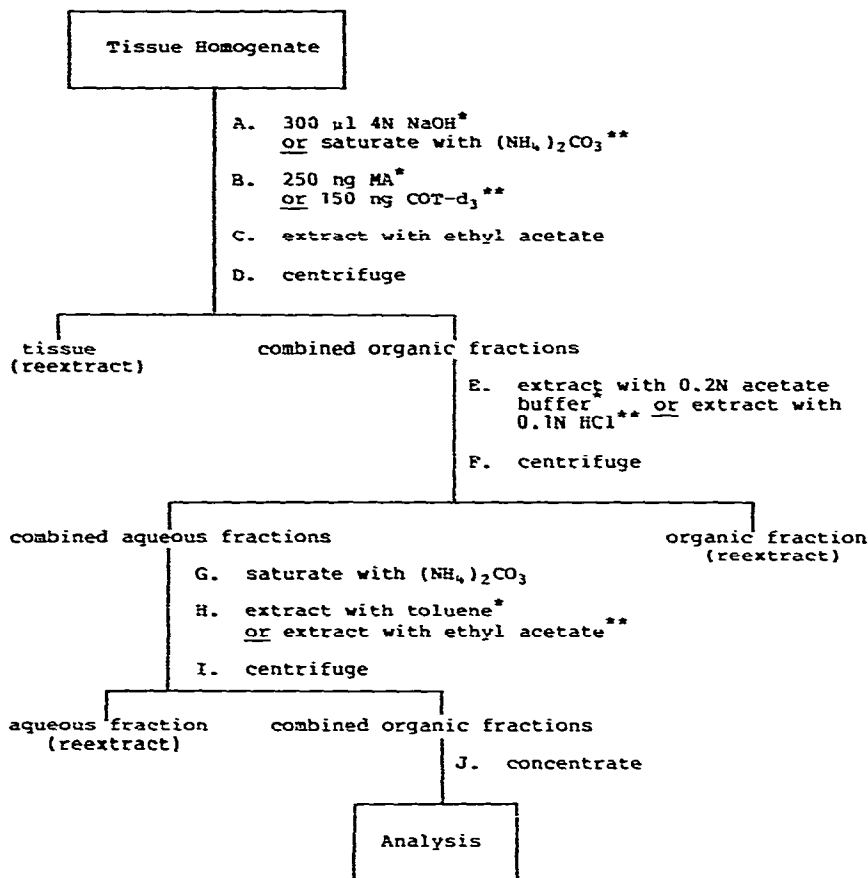 Tissue Homogenate
A. 300 µl 4N NaOH*
or saturate with (NH₄)₂CO₃**
B. 250 ng MA*
or 150 ng COT-d₃**
C. extract with ethyl acetate
D. centrifuge
tissue
(reextract)
combined organic fractions
E. extract with 0.2N acetate
buffer* or extract with
0.1N HCl**
F. centrifuge
combined aqueous fractions
organic fraction
(reextract)
G. saturate with (NH₄)₂CO₃
H. extract with toluene*
or extract with ethyl acetate**
I. centrifuge
aqueous fraction
(reextract)
combined organic fractions
J. concentrate
Analysis